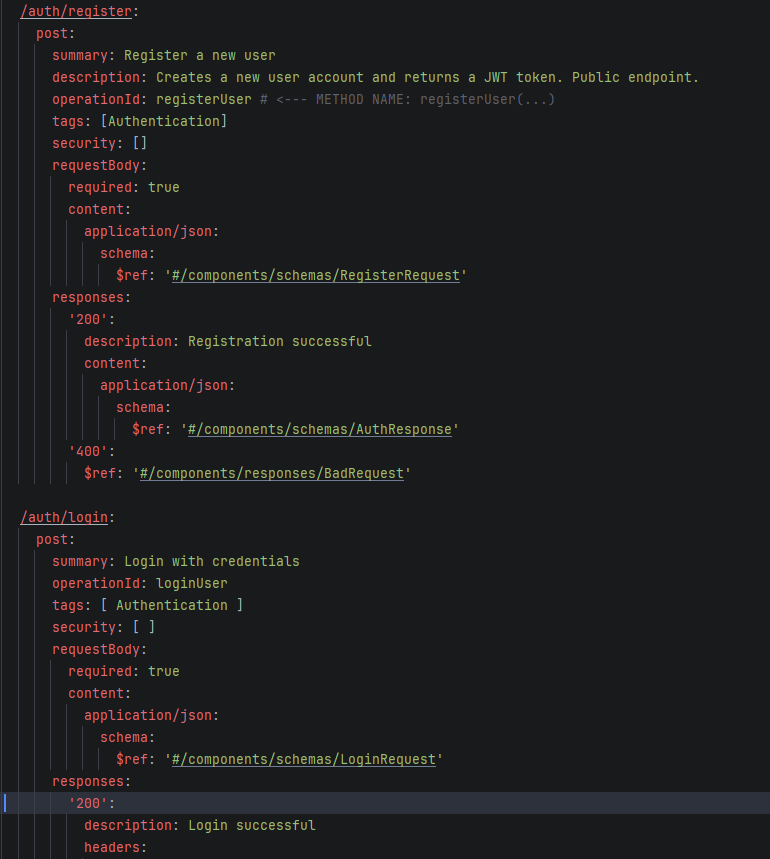 /auth/register:
post:
summary: Register a new user
description: Creates a new user account and returns a JWT token. Public endpoint.
operationId: registerUser # <--- METHOD NAME: registerUser(...)
tags: [Authentication]
security: []
requestBody:
required: true
content:
application/json:
schema:
$ref: '#/components/schemas/RegisterRequest'
responses:
'200':
description: Registration successful
content:
application/json:
schema:
$ref: '#/components/schemas/AuthResponse'
'400':
$ref: '#/components/responses/BadRequest'
/auth/login:
post:
summary: Login with credentials
operationId: loginUser
tags: [ Authentication ]
security: [ ]
requestBody:
required: true
content:
application/json:
schema:
$ref: '#/components/schemas/LoginRequest'
responses:
'200':
description: Login successful
headers: